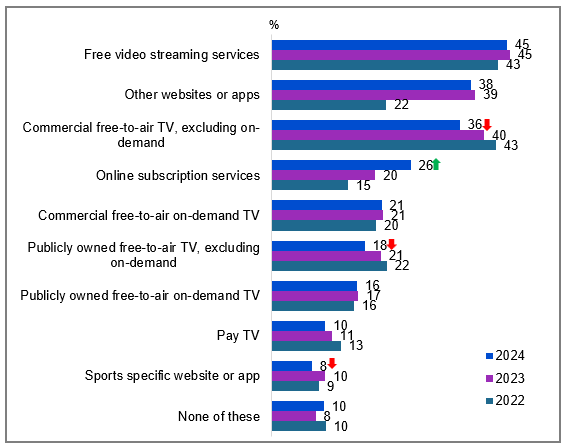 %
Free video streaming services
45
45
43
Other websites or apps
38
39
22
Commercial free-to-air TV, excluding on-
demand
36
40
43
Online subscription services
26
20
15
Commercial free-to-air on-demand TV
21
21
20
Publicly owned free-to-air TV, excluding
on-demand
18
21
22
Publicly owned free-to-air on-demand TV
16
17
16
Pay TV
10
11
13
Sports specific website or app
8
10
9
None of these
10
8
10
2024
2023
2022